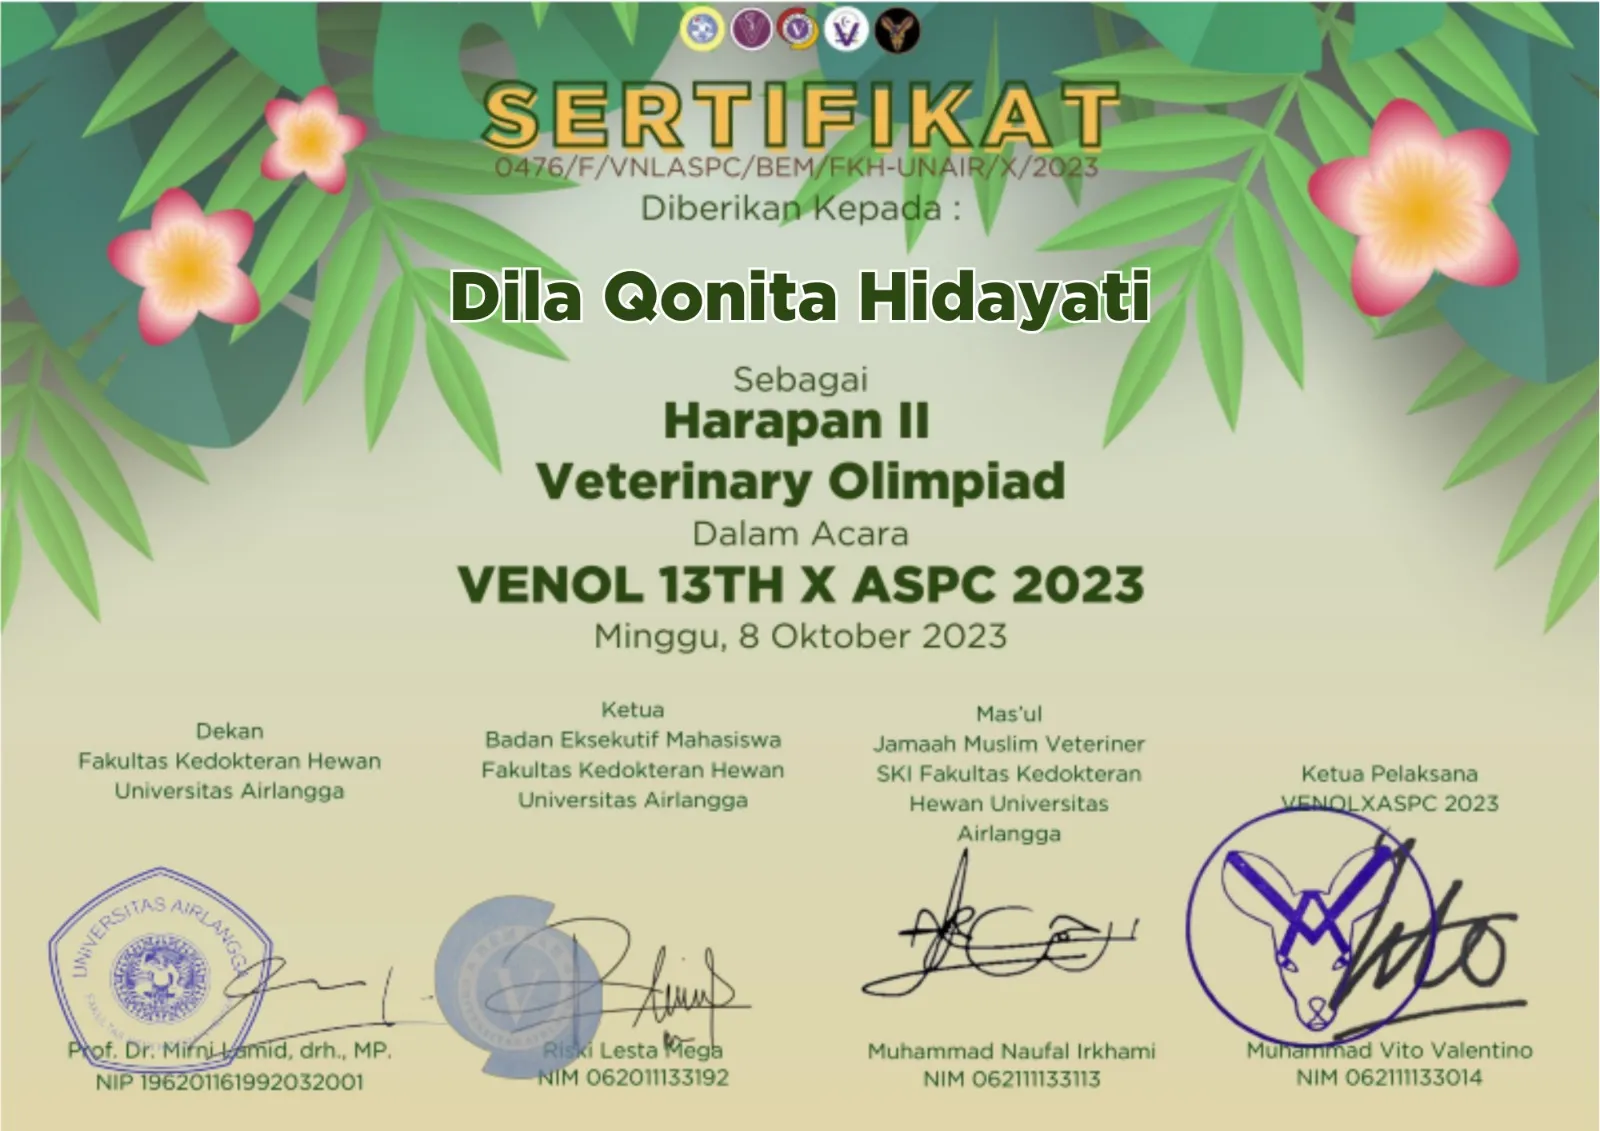 SERTIFIKAT
0476/F/VNLASPC/BEM/FKH-UNAIR/X/2023
Diberikan Kepada :
Dila Qonita Hidayati
Sebagai
Harapan II
Veterinary Olimpiad
Dalam Acara
VENOL 13TH X ASPC 2023
Minggu, 8 Oktober 2023
Dekan
Fakultas Kedokteran Hewan
Universitas Airlangga
UNIVERSITAS AIRLANGGA
Prof. Dr. Mirni Lamid, drh., MP.
NIP 196201161992032001
Ketua
Badan Eksekutif Mahasiswa
Fakultas Kedokteran Hewan
Universitas Airlangga
Riski Lesta Mega
NIM 062011133192
Mas'ul
Jamaah Muslim Veteriner
SKI Fakultas Kedokteran
Hewan Universitas
Airlangga
Muhammad Naufal Irkhami
NIM 062111133113
Ketua Pelaksana
VENOLXASPC 2023
Vito
Muhammad Vito Valentino
NIM 062111133014